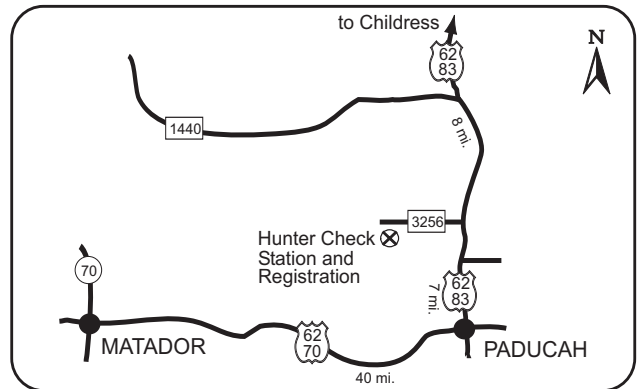 to Childress
N
62
83
1440
8 mi.
3256
Hunter Check
Station and
Registration
70
62
83
7 mi.
62
70
MATADOR
PADUCAH
40 mi.